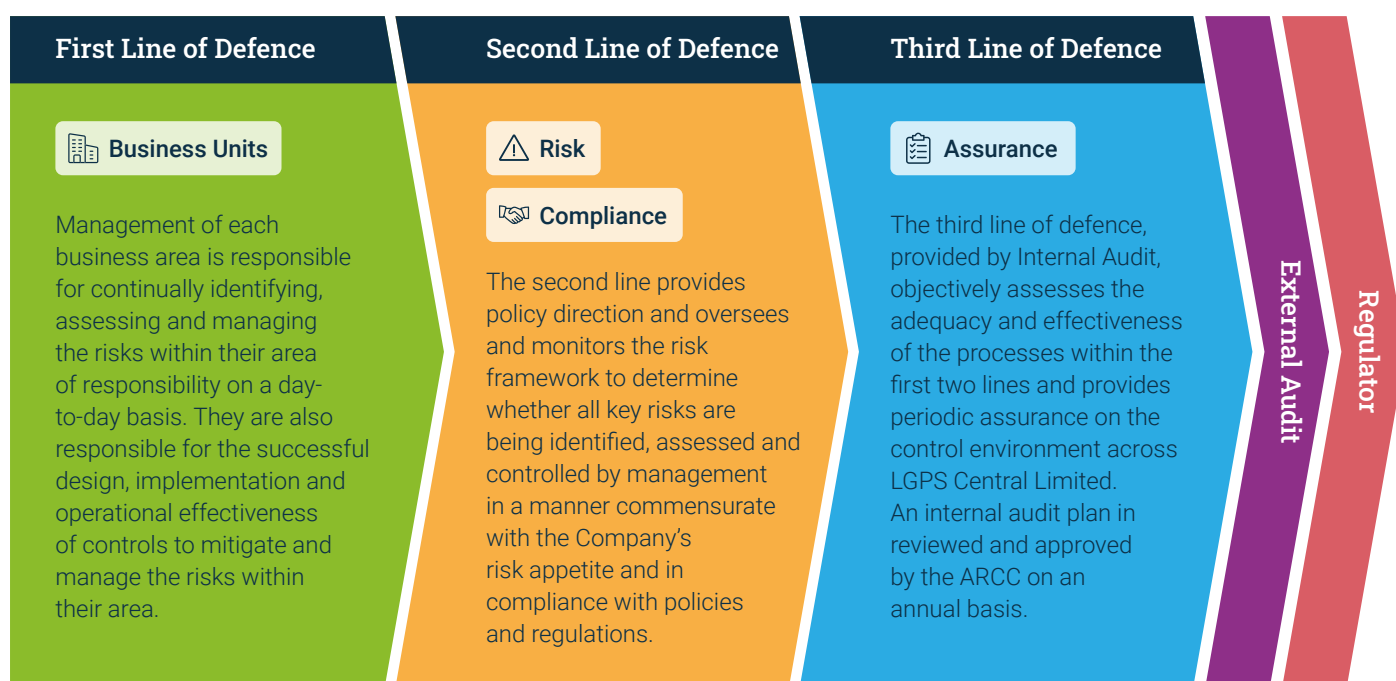 First Line of Defence
Business Units
Management of each
business area is responsible
for continually identifying,
assessing and managing
the risks within their area
of responsibility on a day-
to-day basis. They are also
responsible for the successful
design, implementation and
operational effectiveness
of controls to mitigate and
manage the risks within
their area.
Second Line of Defence
Risk
Compliance
The second line provides
policy direction and oversees
and monitors the risk
framework to determine
whether all key risks are
being identified, assessed and
controlled by management
in a manner commensurate
with the Company's
risk appetite and in
compliance with policies
and regulations.
Third Line of Defence
Assurance
The third line of defence,
provided by Internal Audit,
objectively assesses the
adequacy and effectiveness
of the processes within the
first two lines and provides
periodic assurance on the
control environment across
LGPS Central Limited.
An internal audit plan in
reviewed and approved
by the ARCC on an
annual basis.
External Audit
Regulator